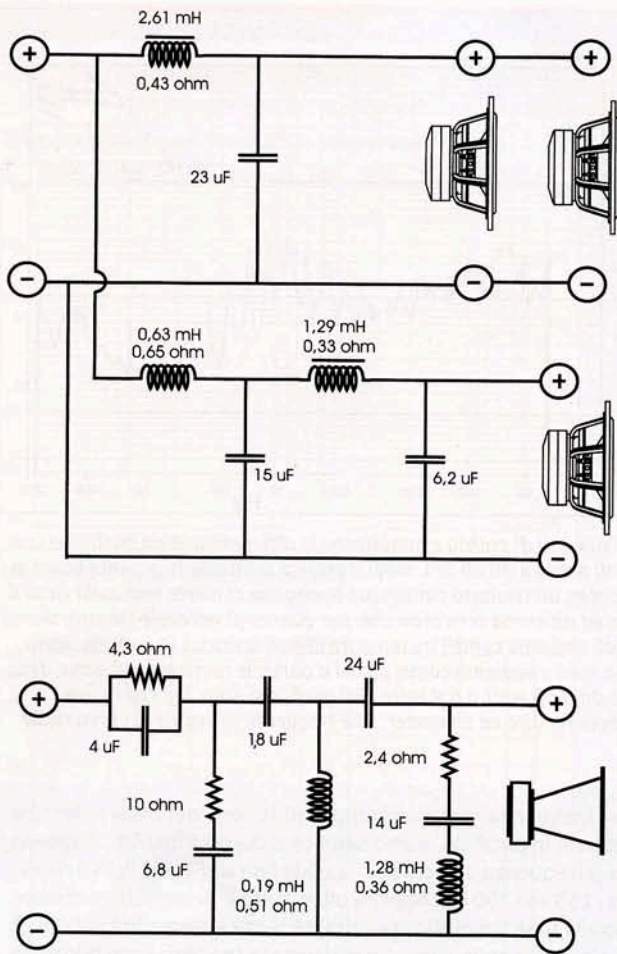 2,61 mH
+
0,43 ohm
+
+
23 uF
−
−
−
0,63 mH
0,65 ohm
1,29 mH
0,33 ohm
+
15 uF
6,2 uF
−
4,3 ohm
+
4 uF
1,8 uF
24 uF
+
10 ohm
2,4 ohm
6,8 uF
14 uF
0,19 mH
0,51 ohm
1,28 mH
0,36 ohm
−
−